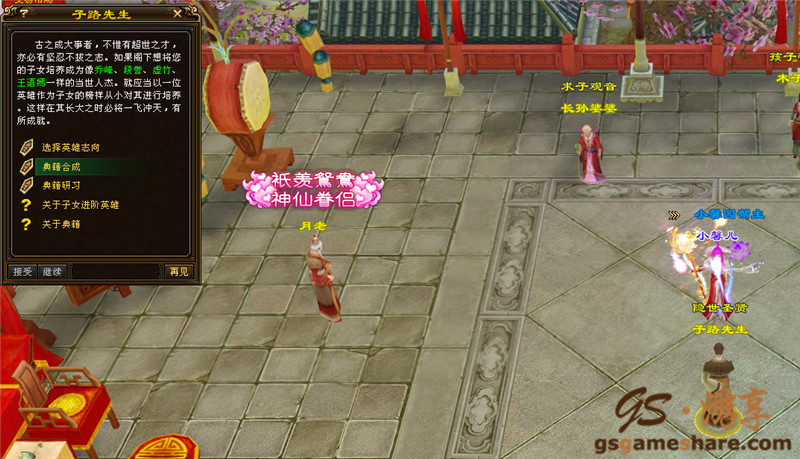 子路先生
古之成大事者，不惟有超世之才，
亦必有坚忍不拔之志。如果阁下想将您
的子女培养成为像乔峰、段誉、虚竹、
王语嫣一样的当世人杰。就应当以一位
英雄作为子女的榜样从小对其进行培养
。这样在其长大之时必将一飞冲天，有
所成就。
选择英雄志向
典籍合成
典籍研习
? 关于子女进阶英雄
? 关于典籍
接受 继续 再见
祇羡鴛鴦
神仙眷侣
月老
求子观音
长孙婆婆
孩子
木子
小馨儿
隐世圣贤
子路先生
GS·游享
gsgameshare.com